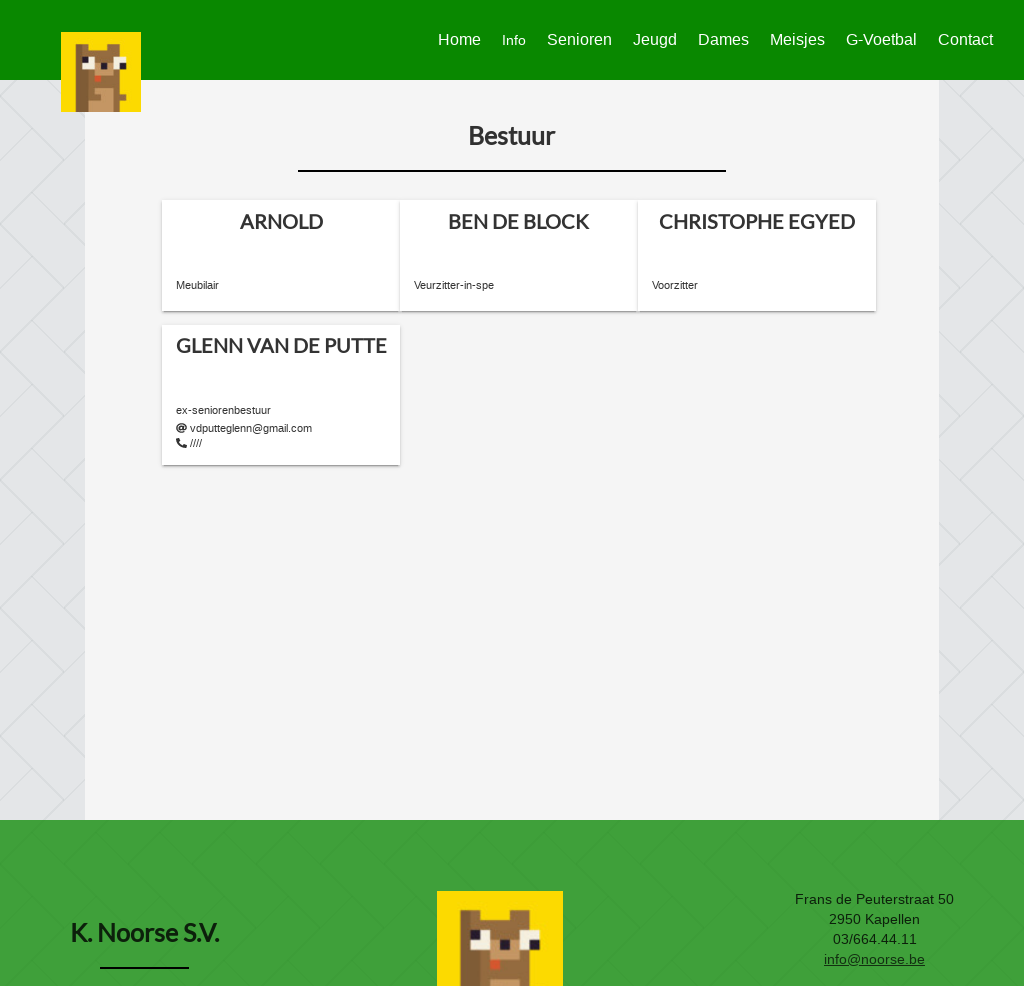 Home Info Senioren Jeugd Dames Meisjes G-Voetbal Contact
Bestuur
ARNOLD
Meubilair
BEN DE BLOCK
Veurzitter-in-spe
CHRISTOPHE EGYED
Voorzitter
GLENN VAN DE PUTTE
ex-seniorenbestuur
vdputteglenn@gmail.com
////
K. Noorse S.V.
Frans de Peuterstraat 50
2950 Kapellen
03/664.44.11
info@noorse.be